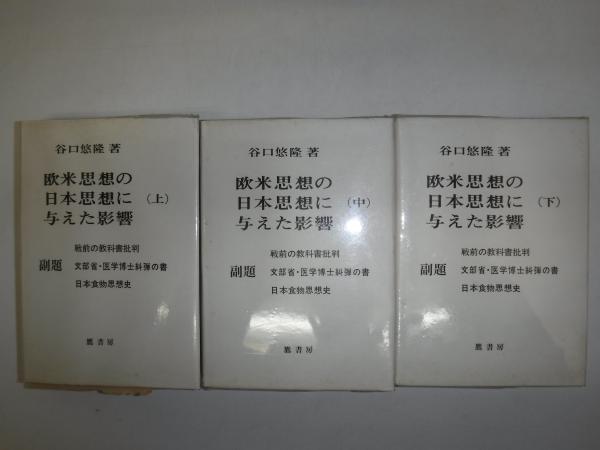 谷口悠隆著
欧米思想の
日本思想に（上）
与えた影響
戦前の教科書批判
副題 文部省・医学博士糾弾の書
日本食物思想史
鷹書房
谷口悠隆著
欧米思想の
日本思想に（中）
与えた影響
戦前の教科書批判
副題 文部省・医学博士糾弾の書
日本食物思想史
鷹書房
谷口悠隆著
欧米思想の
日本思想に（下）
与えた影響
戦前の教科書批判
副題 文部省・医学博士糾弾の書
日本食物思想史
鷹書房